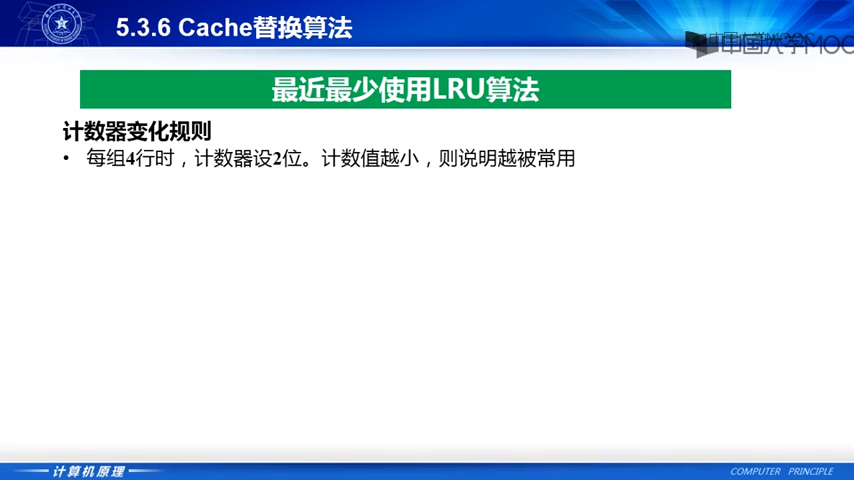 5.3.6 Cache替换算法
中国大学MOOC
最近最少使用LRU算法
计数器变化规则
• 每组4行时，计数器设2位。计数值越小，则说明越被常用
计算机原理
COMPUTER PRINCIPLE